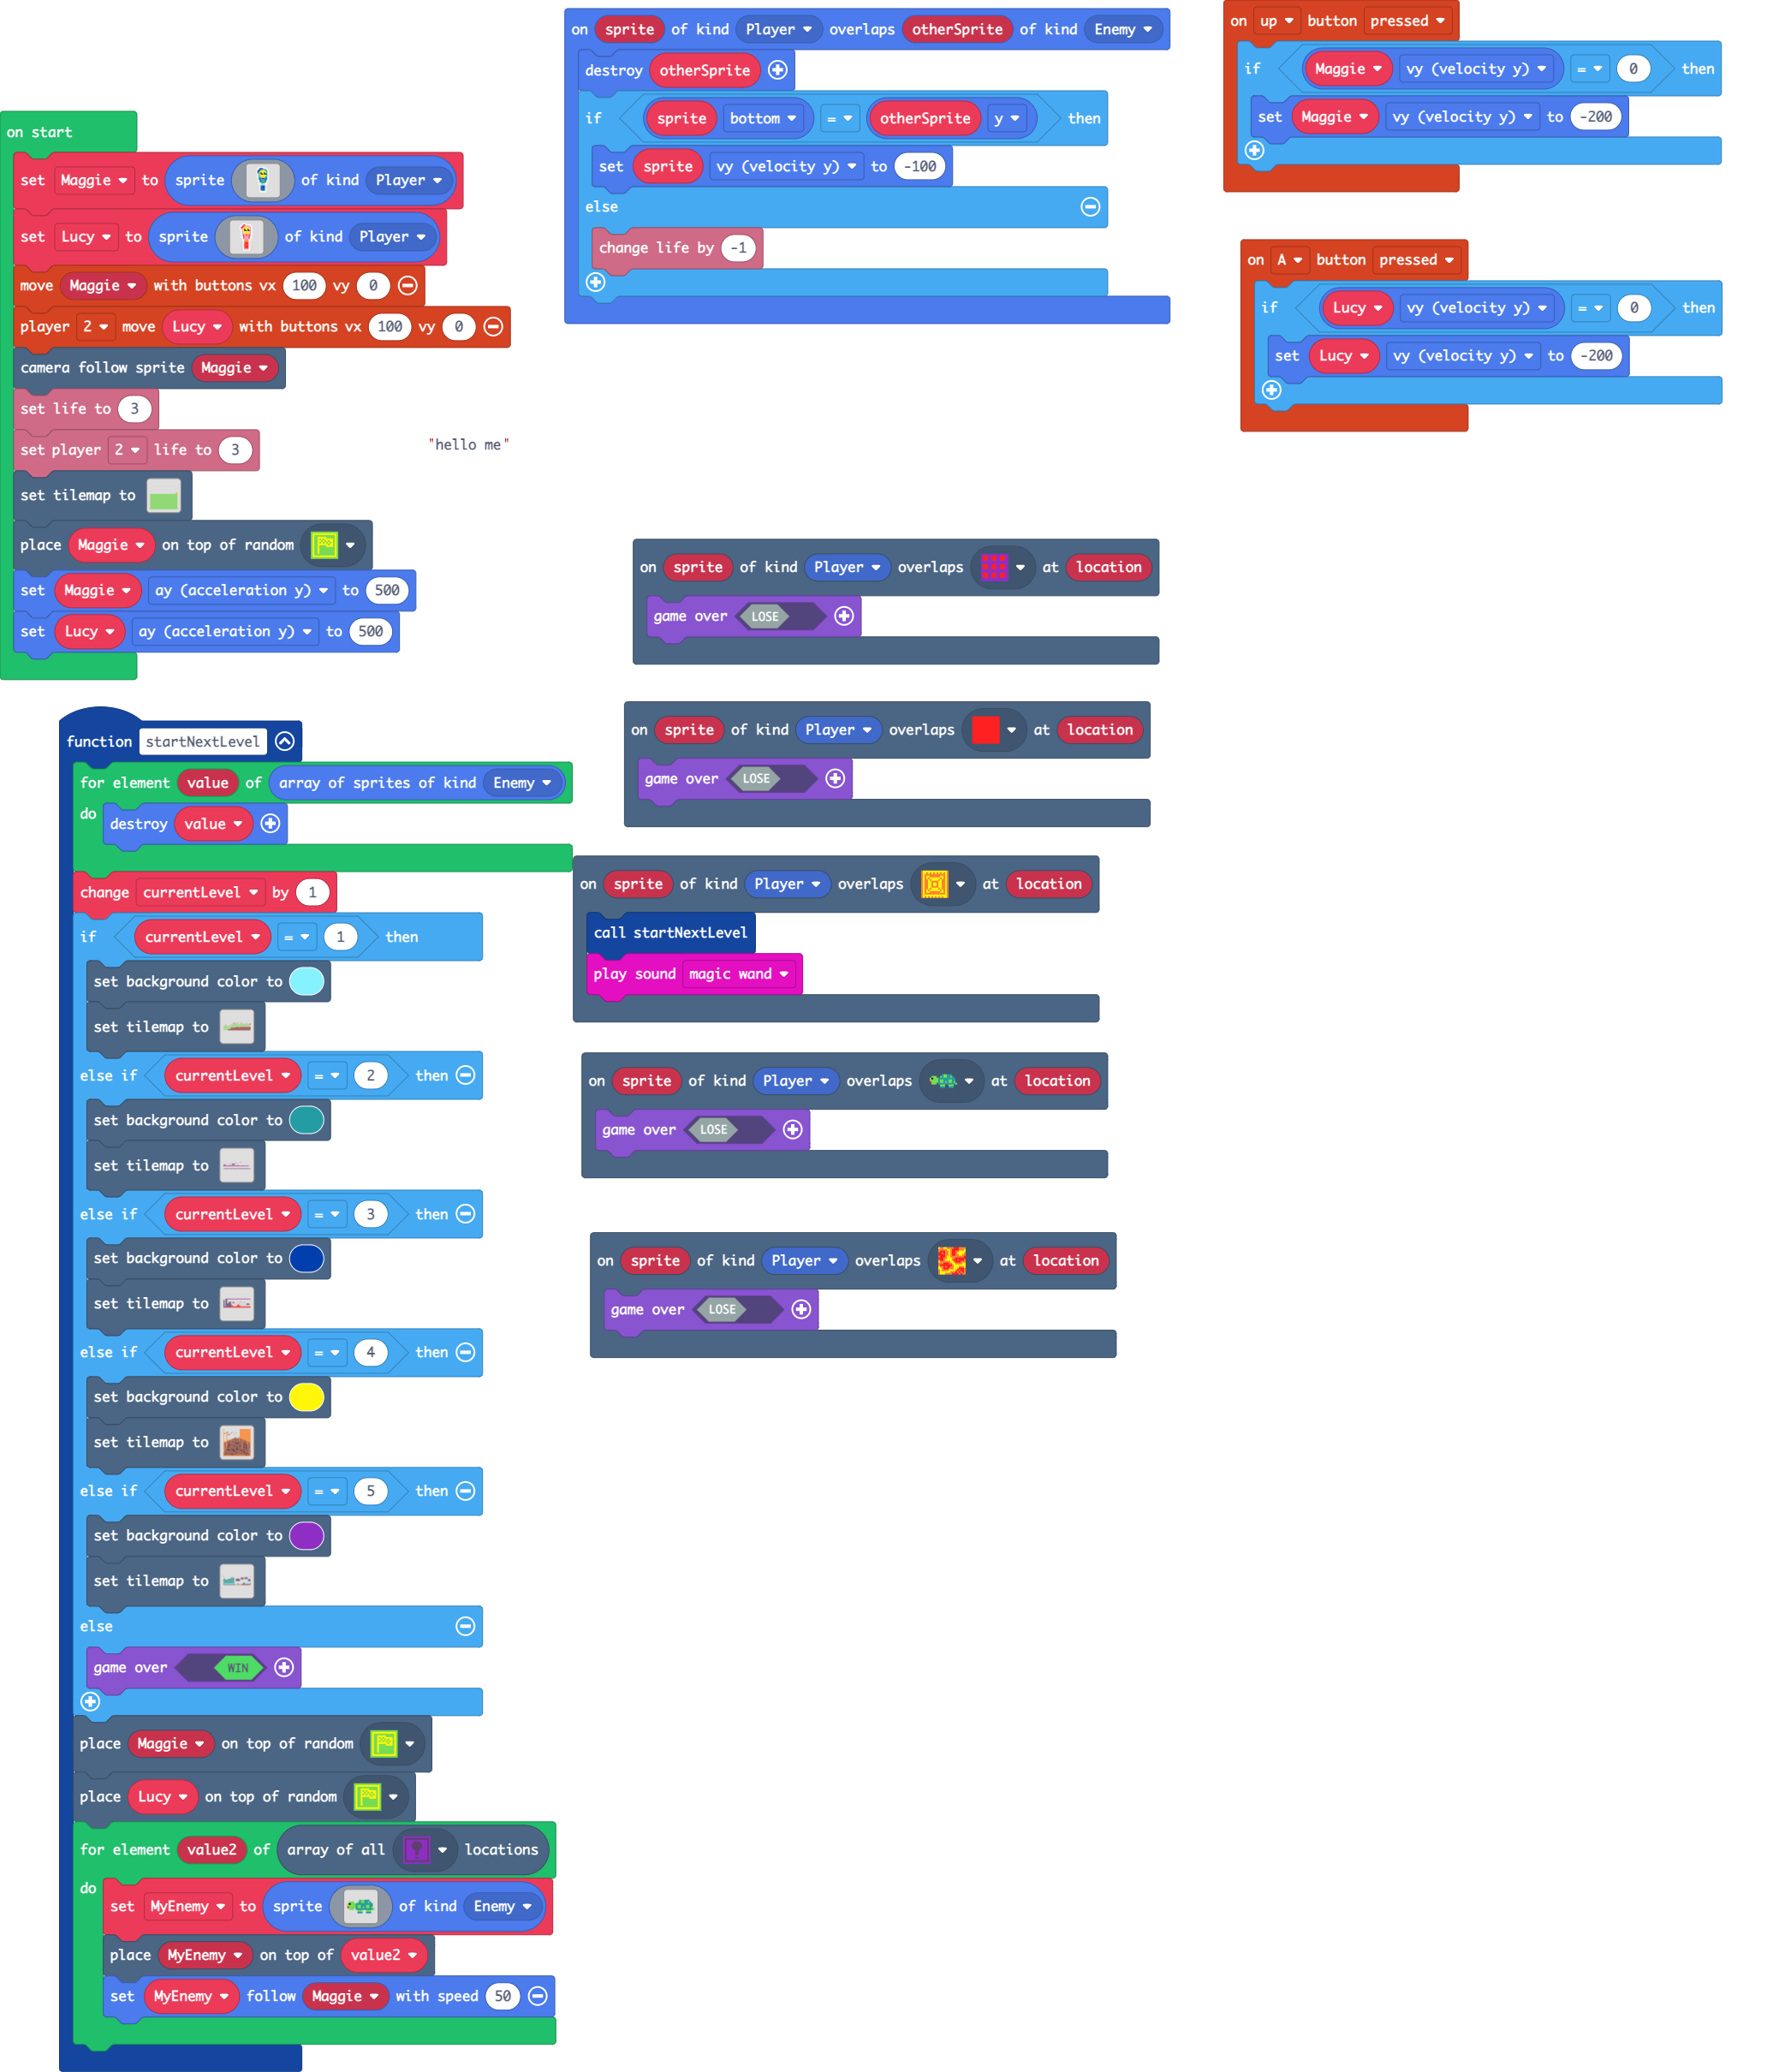 on start
set Maggie to sprite of kind Player
set Lucy to sprite of kind Player
move Maggie with buttons vx 100 vy 0
player 2 move Lucy with buttons vx 100 vy 0
camera follow sprite Maggie
set life to 3
set player 2 life to 3
set tilemap to
place Maggie on top of random
set Maggie ay (acceleration y) to 500
set Lucy ay (acceleration y) to 500
"hello me"
on sprite of kind Player overlaps otherSprite of kind Enemy
destroy otherSprite
if sprite bottom = otherSprite y then
set sprite vy (velocity y) to -100
else
change life by -1
on up button pressed
if Maggie vy (velocity y) = 0 then
set Maggie vy (velocity y) to -200
on A button pressed
if Lucy vy (velocity y) = 0 then
set Lucy vy (velocity y) to -200
on sprite of kind Player overlaps at location
game over LOSE
on sprite of kind Player overlaps at location
game over LOSE
on sprite of kind Player overlaps at location
call startNextLevel
play sound magic wand
on sprite of kind Player overlaps at location
game over LOSE
on sprite of kind Player overlaps at location
game over LOSE
function startNextLevel
for element value of array of sprites of kind Enemy
do destroy value
change currentLevel by 1
if currentLevel = 1 then
set background color to
set tilemap to
else if currentLevel = 2 then
set background color to
set tilemap to
else if currentLevel = 3 then
set background color to
set tilemap to
else if currentLevel = 4 then
set background color to
set tilemap to
else if currentLevel = 5 then
set background color to
set tilemap to
else
game over WIN
place Maggie on top of random
place Lucy on top of random
for element value2 of array of all locations
do set MyEnemy to sprite of kind Enemy
place MyEnemy on top of value2
set MyEnemy follow Maggie with speed 50